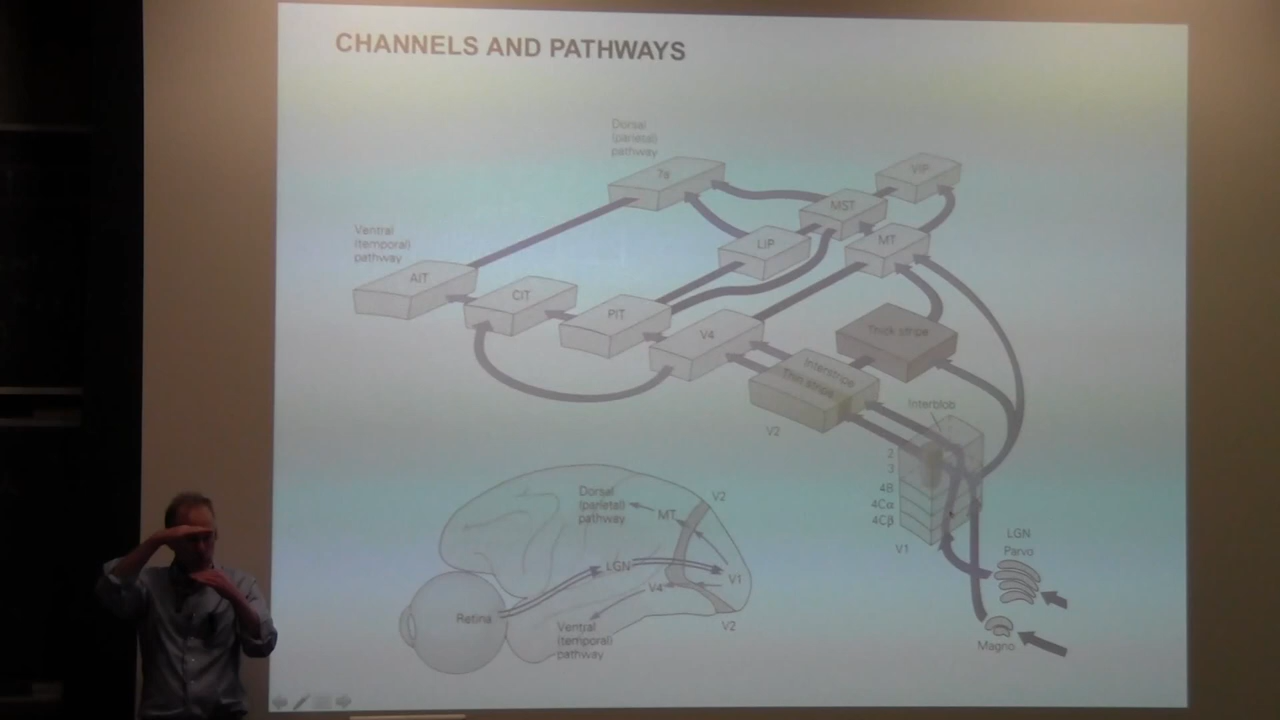 CHANNELS AND PATHWAYS
Dorsal
(parietal)
pathway
7a
VIP
MST
Ventral
(temporal)
pathway
LIP
MT
AIT
CIT
PIT
V4
Thick stripe
Interstripe
Thin stripe
V2
Interblob
2
3
4B
4Cα
4Cβ
V1
LGN
Parvo
Magno
Dorsal
(parietal)
pathway
V2
MT
LGN
V1
V4
Retina
V2
Ventral
(temporal)
pathway